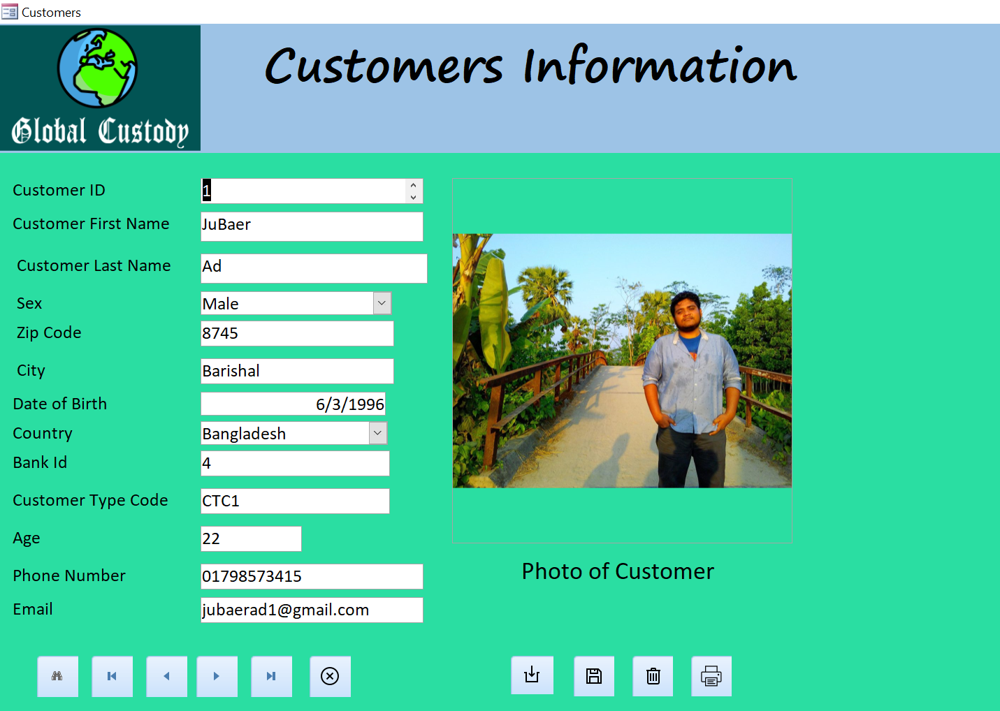 Customers
Global Custody
Customers Information
Customer ID 1
Customer First Name JuBaer
Customer Last Name Ad
Sex Male
Zip Code 8745
City Barishal
Date of Birth 6/3/1996
Country Bangladesh
Bank Id 4
Customer Type Code CTC1
Age 22
Phone Number 01798573415
Email jubaerad1@gmail.com
Photo of Customer